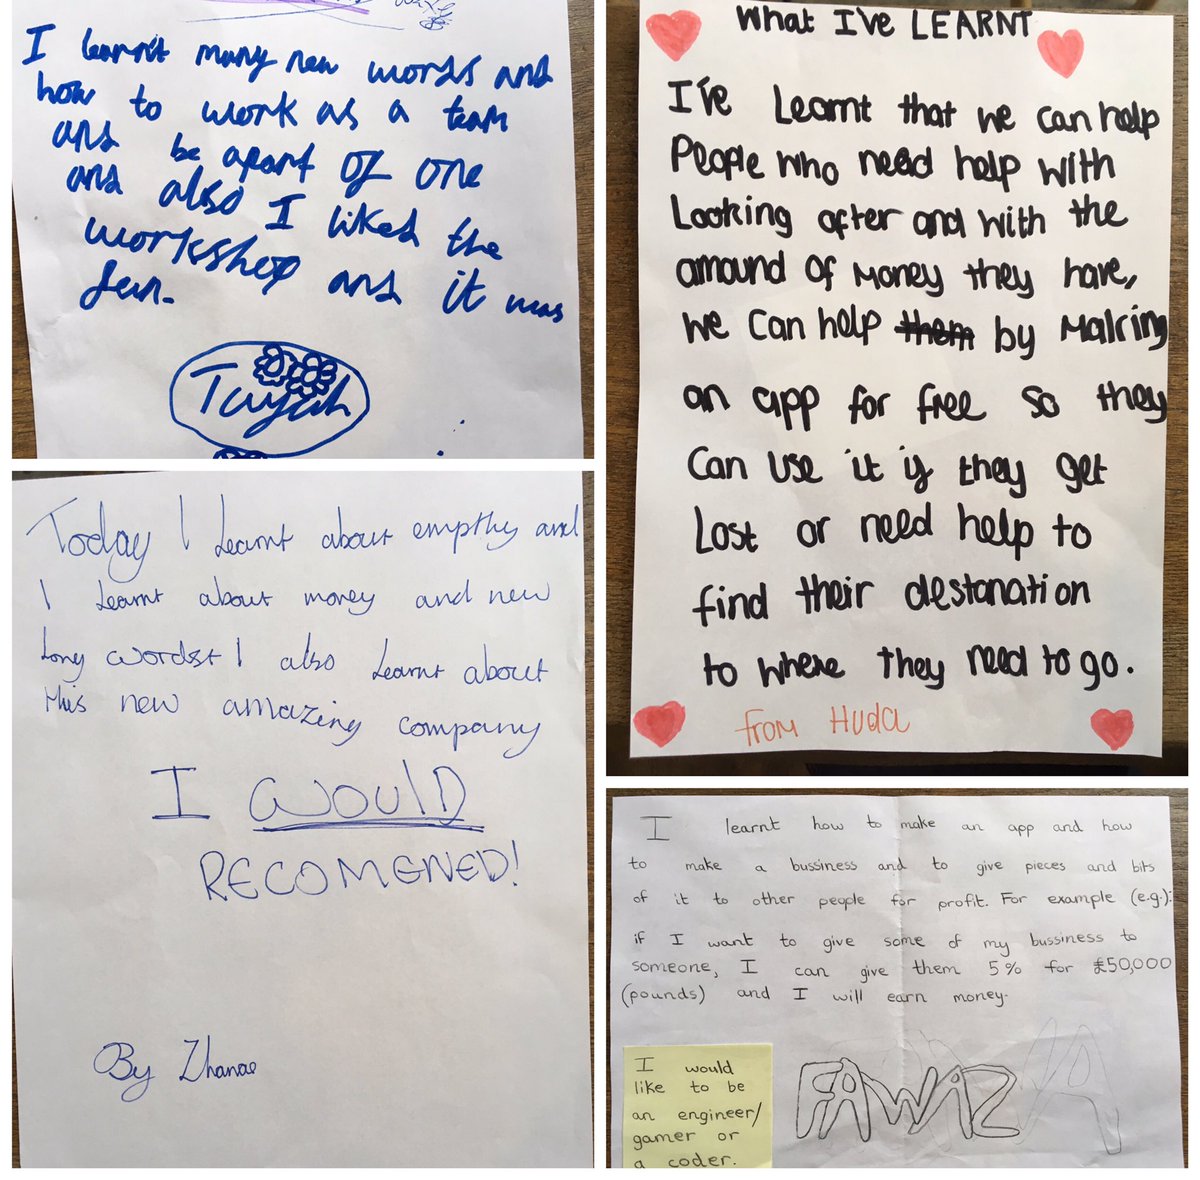 I learn't many new words and
how to work as a team
and be apart of one
and also I liked the
workshop and it was
fun.
Tayah
What I've LEARNT
I've Learnt that we can help
People who need help with
Looking after and with the
amound of Money they have,
we can help them by Making
an app for free so they
can use it if they get
Lost or need help to
find their destanation
to where they need to go.
from Huda
Today I learnt about empthy and
I learnt about money and new
long wordst I also learnt about
this new amazing company
I WOULD
RECOMENED!
By Zhanae
I learnt how to make an app and how
to make a bussiness and to give pieces and bits
of it to other people for profit. For example (e.g.):
if I want to give some of my bussiness to
someone, I can give them 5% for £50,000
(pounds) and I will earn money.
FAWAZ
I would
like to be
an engineer/
gamer or
a coder.